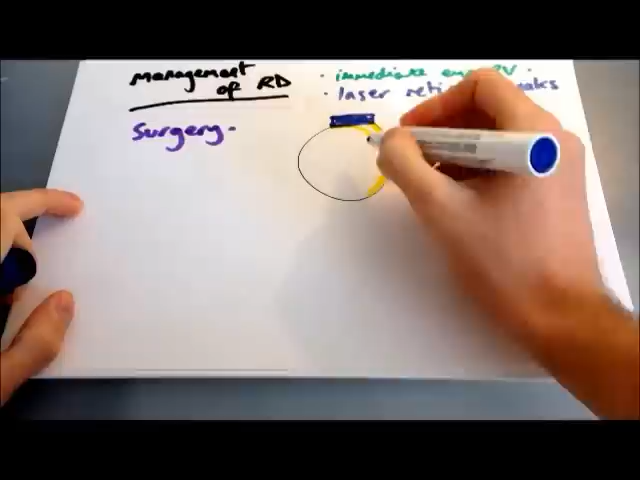 management
of RD
· immediate
· laser
Surgery.